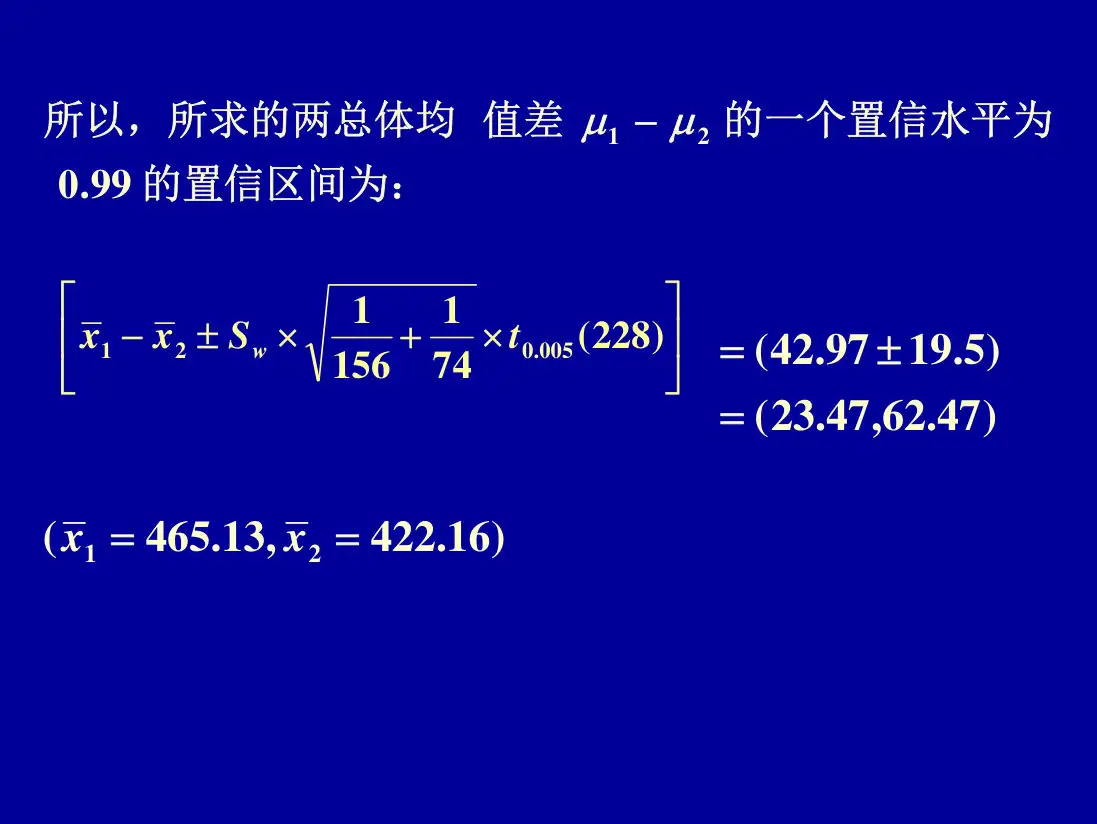 所以，所求的两总体均 值差 μ₁ − μ₂ 的一个置信水平为
0.99 的置信区间为：
[x̄₁ − x̄₂ ± S_w × √(1/156 + 1/74) × t₀.₀₀₅(228)] = (42.97 ± 19.5)
= (23.47,62.47)
(x̄₁ = 465.13, x̄₂ = 422.16)